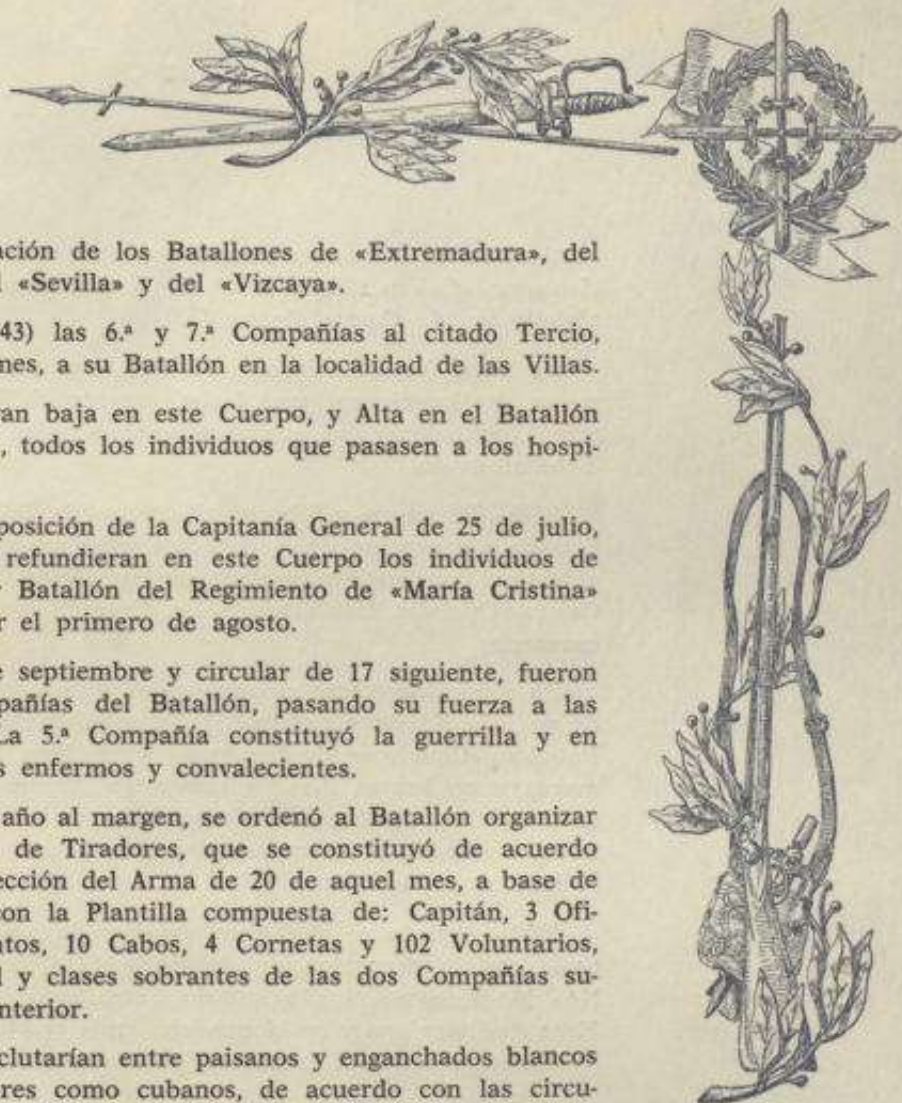 ación de los Batallones de «Extremadura», del
l «Sevilla» y del «Vizcaya».
43) las 6.ª y 7.ª Compañías al citado Tercio,
nes, a su Batallón en la localidad de las Villas.
ran baja en este Cuerpo, y Alta en el Batallón
, todos los individuos que pasasen a los hospi-
posición de la Capitanía General de 25 de julio,
refundieran en este Cuerpo los individuos de
r Batallón del Regimiento de «María Cristina»
r el primero de agosto.
e septiembre y circular de 17 siguiente, fueron
pañías del Batallón, pasando su fuerza a las
La 5.ª Compañía constituyó la guerrilla y en
s enfermos y convalecientes.
año al margen, se ordenó al Batallón organizar
de Tiradores, que se constituyó de acuerdo
ección del Arma de 20 de aquel mes, a base de
con la Plantilla compuesta de: Capitán, 3 Ofi-
ntos, 10 Cabos, 4 Cornetas y 102 Voluntarios,
l y clases sobrantes de las dos Compañías su-
nterior.
clutarían entre paisanos y enganchados blancos
res como cubanos, de acuerdo con las circu-